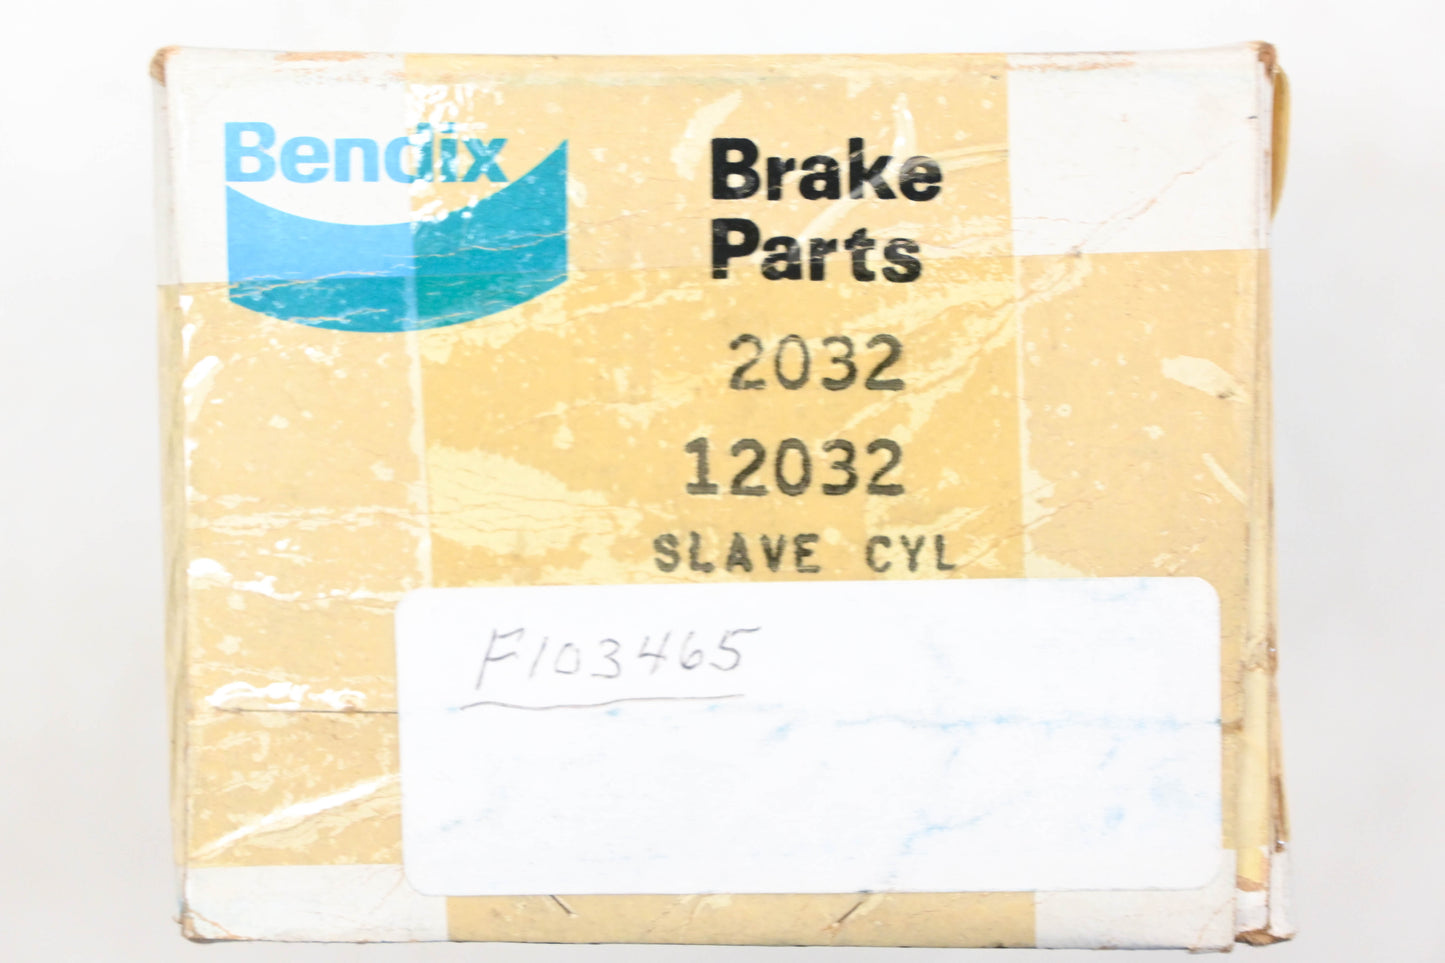 Bendix
Brake
Parts
2032
12032
SLAVE CYL
F103465